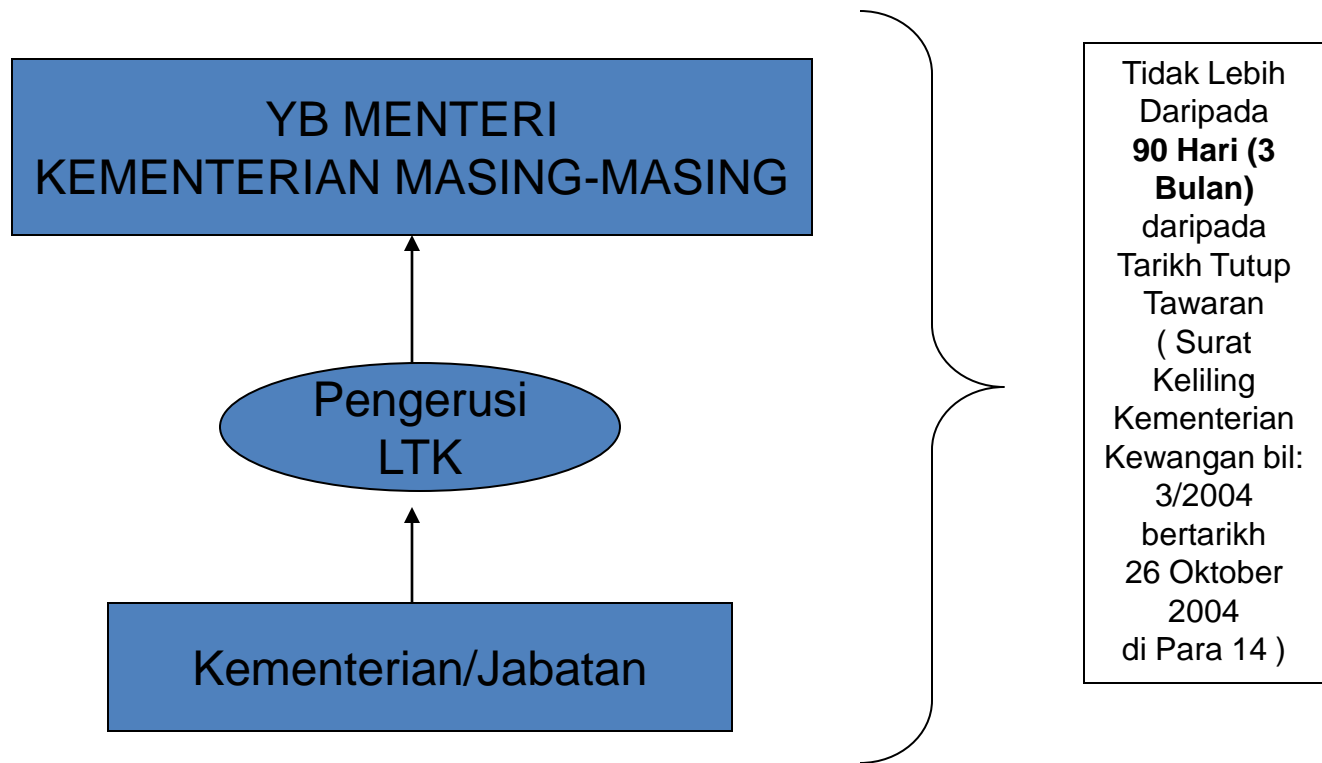 YB MENTERI
KEMENTERIAN MASING-MASING
Pengerusi
LTK
Kementerian/Jabatan
Tidak Lebih
Daripada
90 Hari (3
Bulan)
daripada
Tarikh Tutup
Tawaran
( Surat
Keliling
Kementerian
Kewangan bil:
3/2004
bertarikh
26 Oktober
2004
di Para 14 )